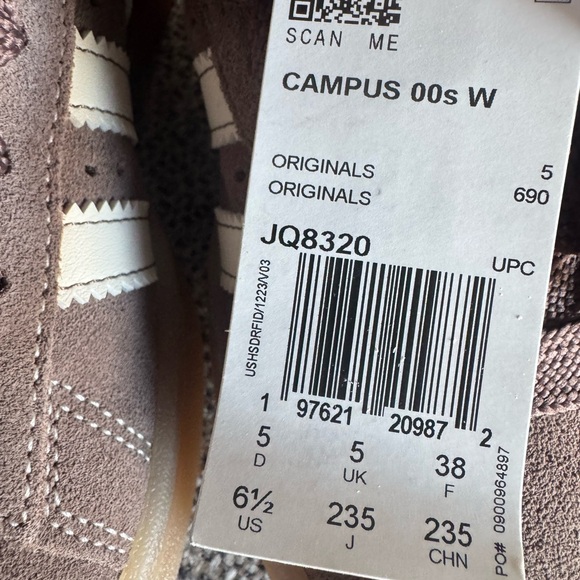 SCAN ME
CAMPUS 00s W
ORIGINALS 5
ORIGINALS 690
JQ8320
UPC
USHSDRFID/1223/V03
1 97621 20987 2
5 5 38
D UK F
6½ 235 235
US J CHN
PO# 0900964897